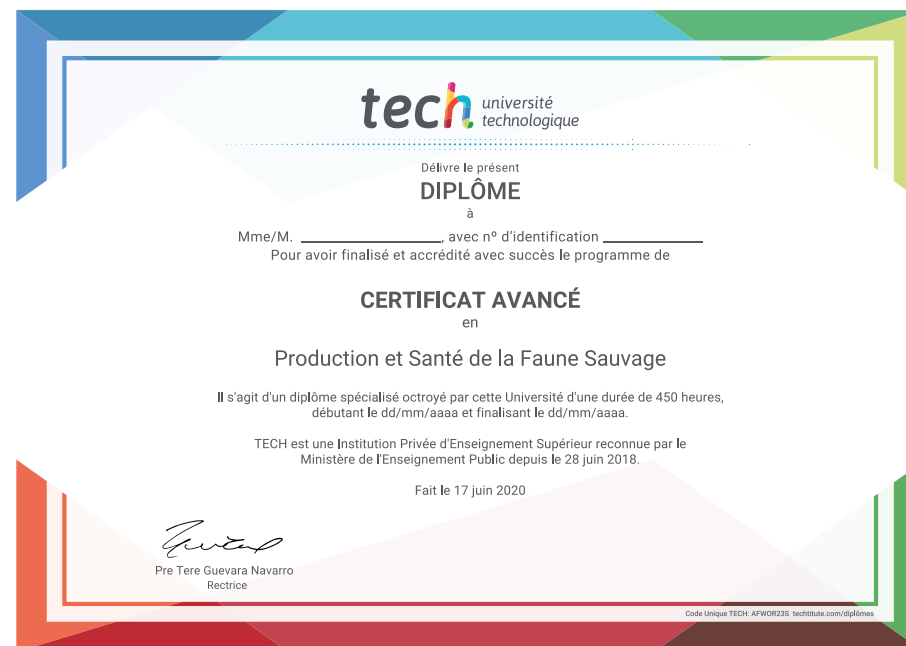 tech université
technologique
Délivre le présent
DIPLÔME
à
Mme/M. ____________________, avec nº d'identification ______________
Pour avoir finalisé et accrédité avec succès le programme de
CERTIFICAT AVANCÉ
en
Production et Santé de la Faune Sauvage
Il s'agit d'un diplôme spécialisé octroyé par cette Université d'une durée de 450 heures,
débutant le dd/mm/aaaa et finalisant le dd/mm/aaaa.
TECH est une Institution Privée d'Enseignement Supérieur reconnue par le
Ministère de l'Enseignement Public depuis le 28 juin 2018.
Fait le 17 juin 2020
Pre Tere Guevara Navarro
Rectrice
Code Unique TECH: AFWOR23S techtitute.com/diplômes